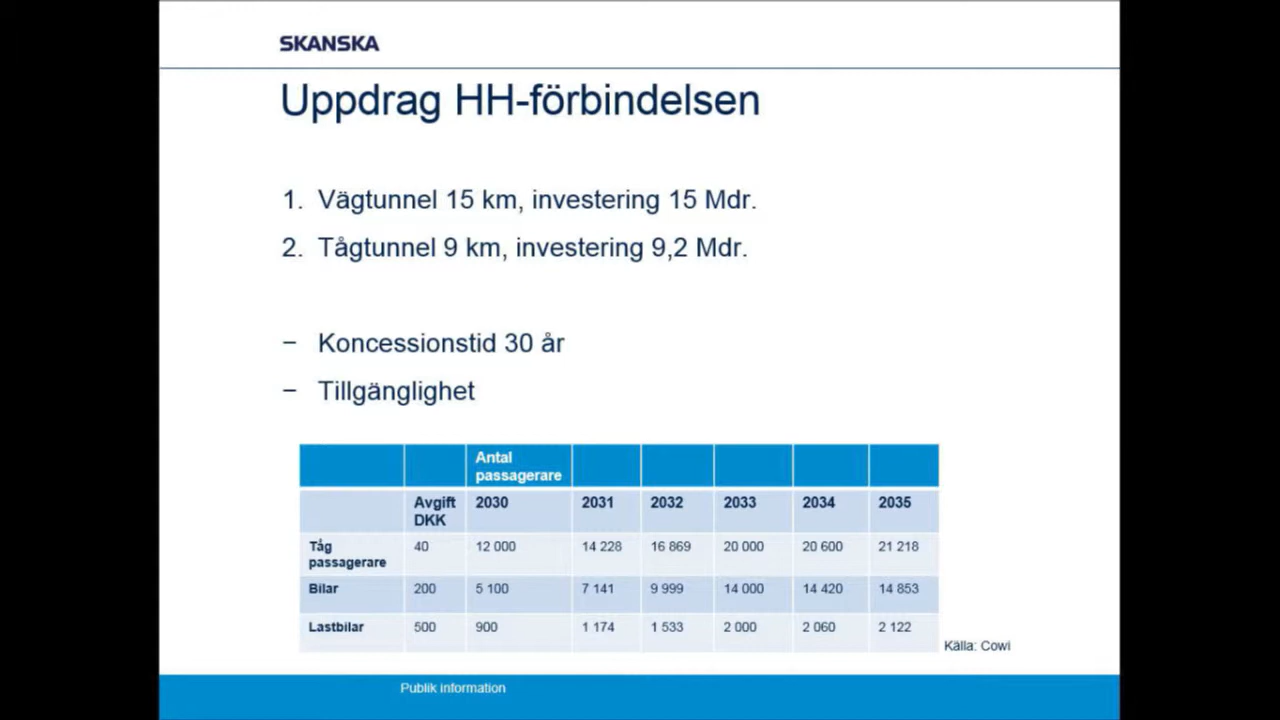 SKANSKA
Uppdrag HH-förbindelsen
1. Vägtunnel 15 km, investering 15 Mdr.
2. Tågtunnel 9 km, investering 9,2 Mdr.
− Koncessionstid 30 år
− Tillgänglighet
Antal
passagerare
Avgift 2030 2031 2032 2033 2034 2035
DKK
Tåg 40 12 000 14 228 16 869 20 000 20 600 21 218
passagerare
Bilar 200 5 100 7 141 9 999 14 000 14 420 14 853
Lastbilar 500 900 1 174 1 533 2 000 2 060 2 122
Källa: Cowi
Publik information